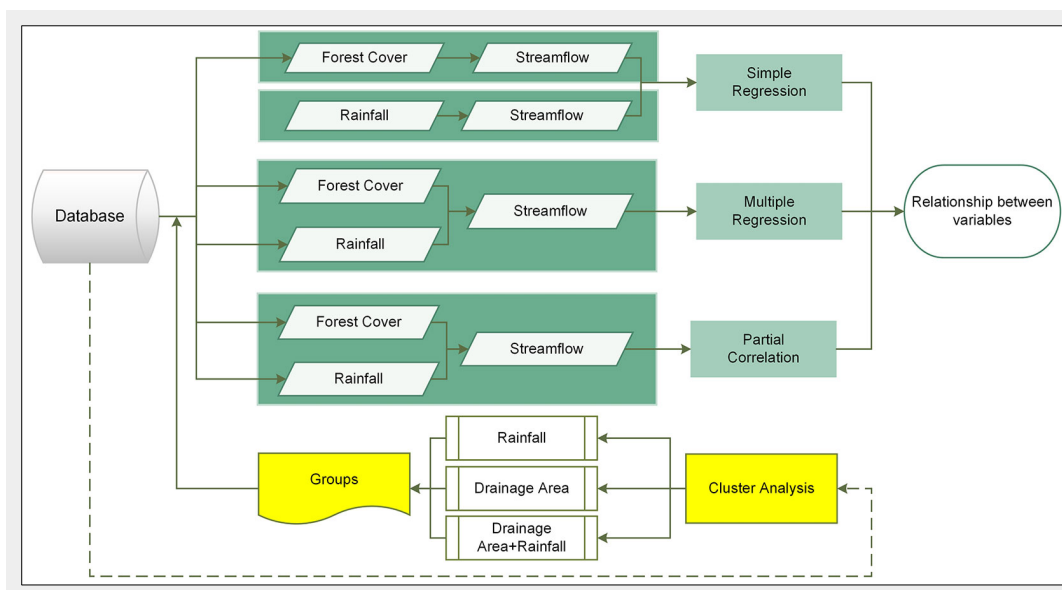 Database
Forest Cover
Streamflow
Rainfall
Streamflow
Simple
Regression
Forest Cover
Rainfall
Streamflow
Multiple
Regression
Relationship between
variables
Forest Cover
Rainfall
Streamflow
Partial
Correlation
Groups
Rainfall
Drainage Area
Drainage
Area+Rainfall
Cluster Analysis